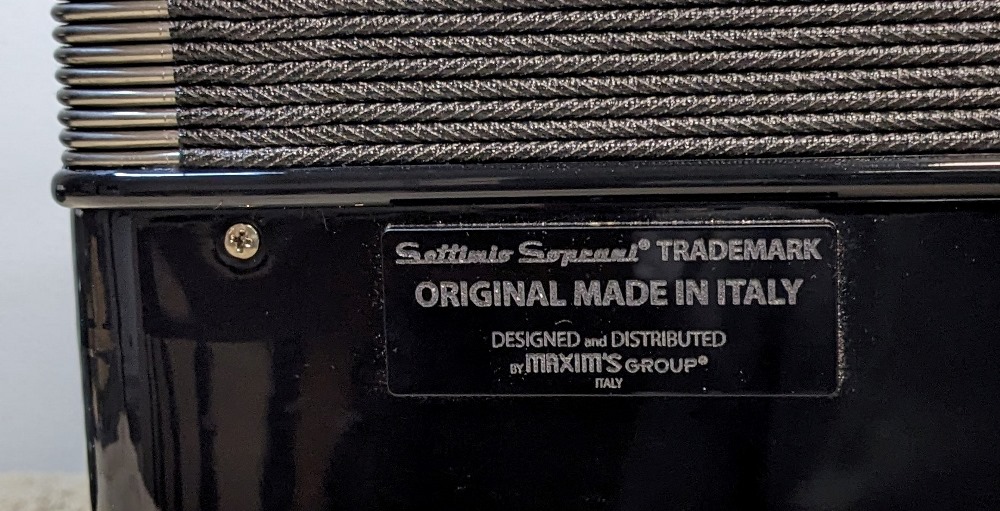 Settimio Soprani® TRADEMARK
ORIGINAL MADE IN ITALY
DESIGNED and DISTRIBUTED
BY MAXIM'S GROUP®
ITALY